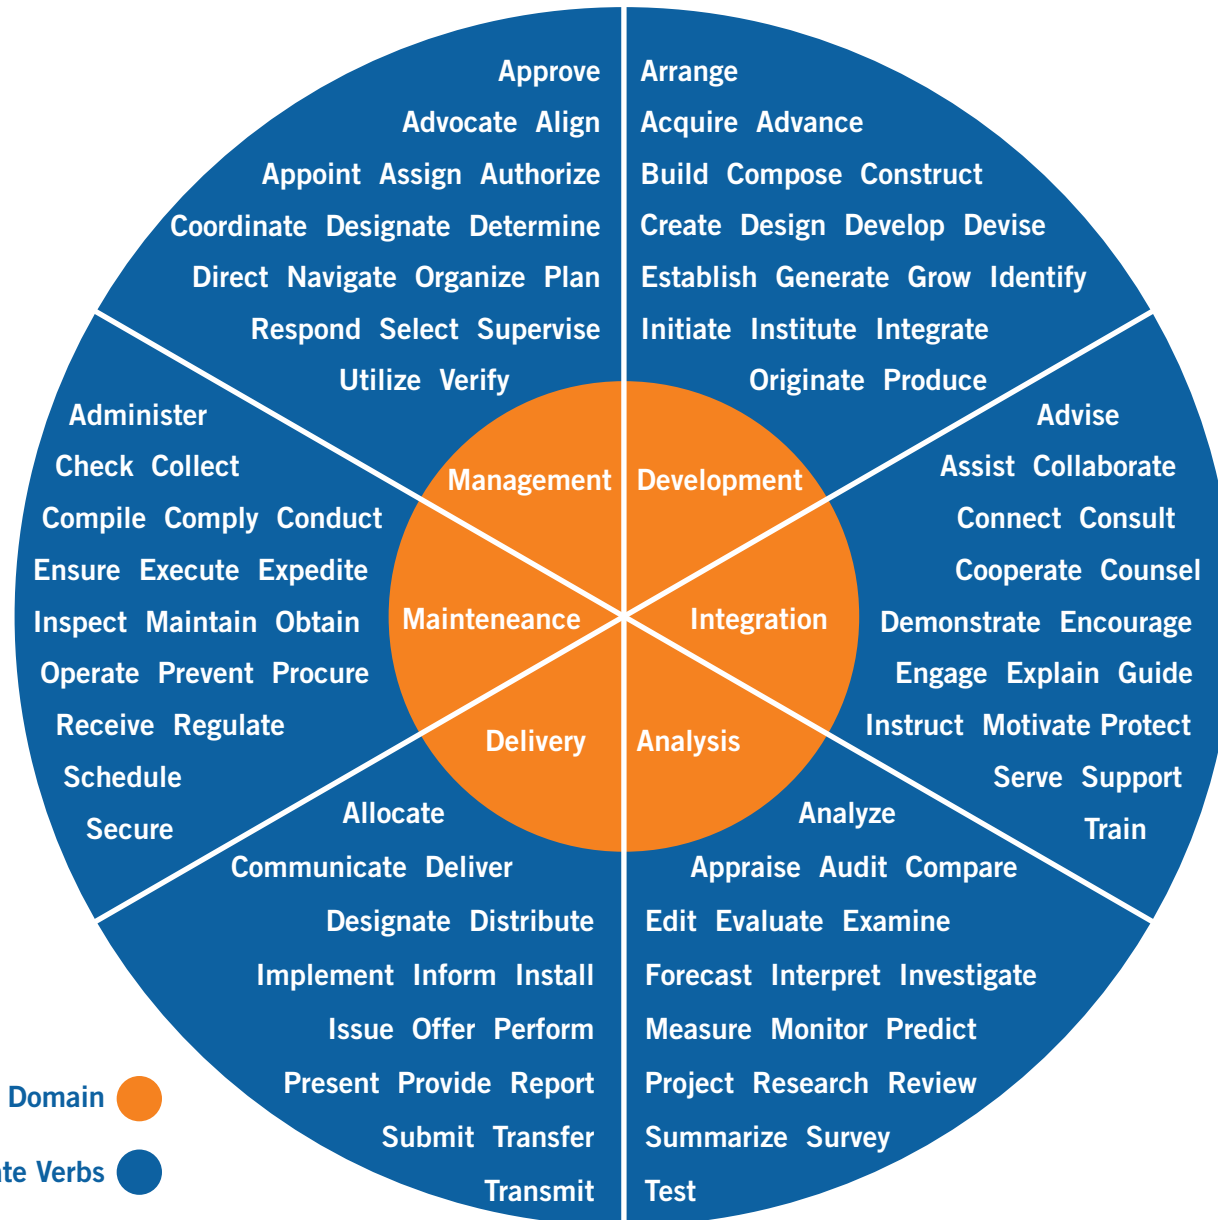 Approve
Advocate Align
Appoint Assign Authorize
Coordinate Designate Determine
Direct Navigate Organize Plan
Respond Select Supervise
Utilize Verify
Management
Arrange
Acquire Advance
Build Compose Construct
Create Design Develop Devise
Establish Generate Grow Identify
Initiate Institute Integrate
Originate Produce
Development
Administer
Check Collect
Compile Comply Conduct
Ensure Execute Expedite
Inspect Maintain Obtain
Operate Prevent Procure
Receive Regulate
Schedule
Secure
Mainteneance
Integration
Advise
Assist Collaborate
Connect Consult
Cooperate Counsel
Demonstrate Encourage
Engage Explain Guide
Instruct Motivate Protect
Serve Support
Train
Delivery
Allocate
Communicate Deliver
Designate Distribute
Implement Inform Install
Issue Offer Perform
Present Provide Report
Submit Transfer
Transmit
Analysis
Analyze
Appraise Audit Compare
Edit Evaluate Examine
Forecast Interpret Investigate
Measure Monitor Predict
Project Research Review
Summarize Survey
Test
Domain
Verbs